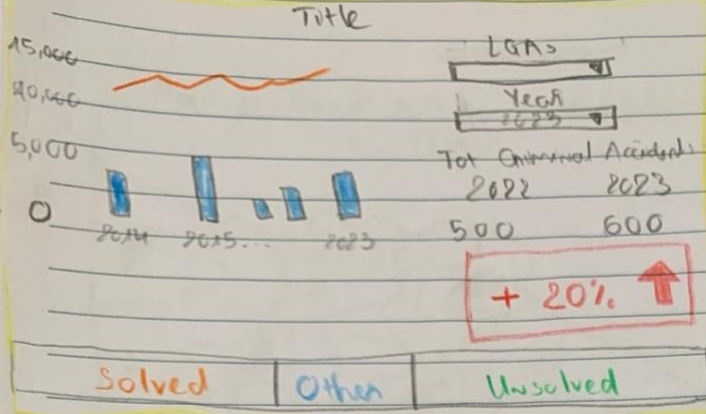 Title
15,000
10,000
5,000
0
2014 2015... 2023
LGAs
Year
2023
Tot Criminal Accidents
2022 2023
500 600
+ 20%
Solved Other Unsolved